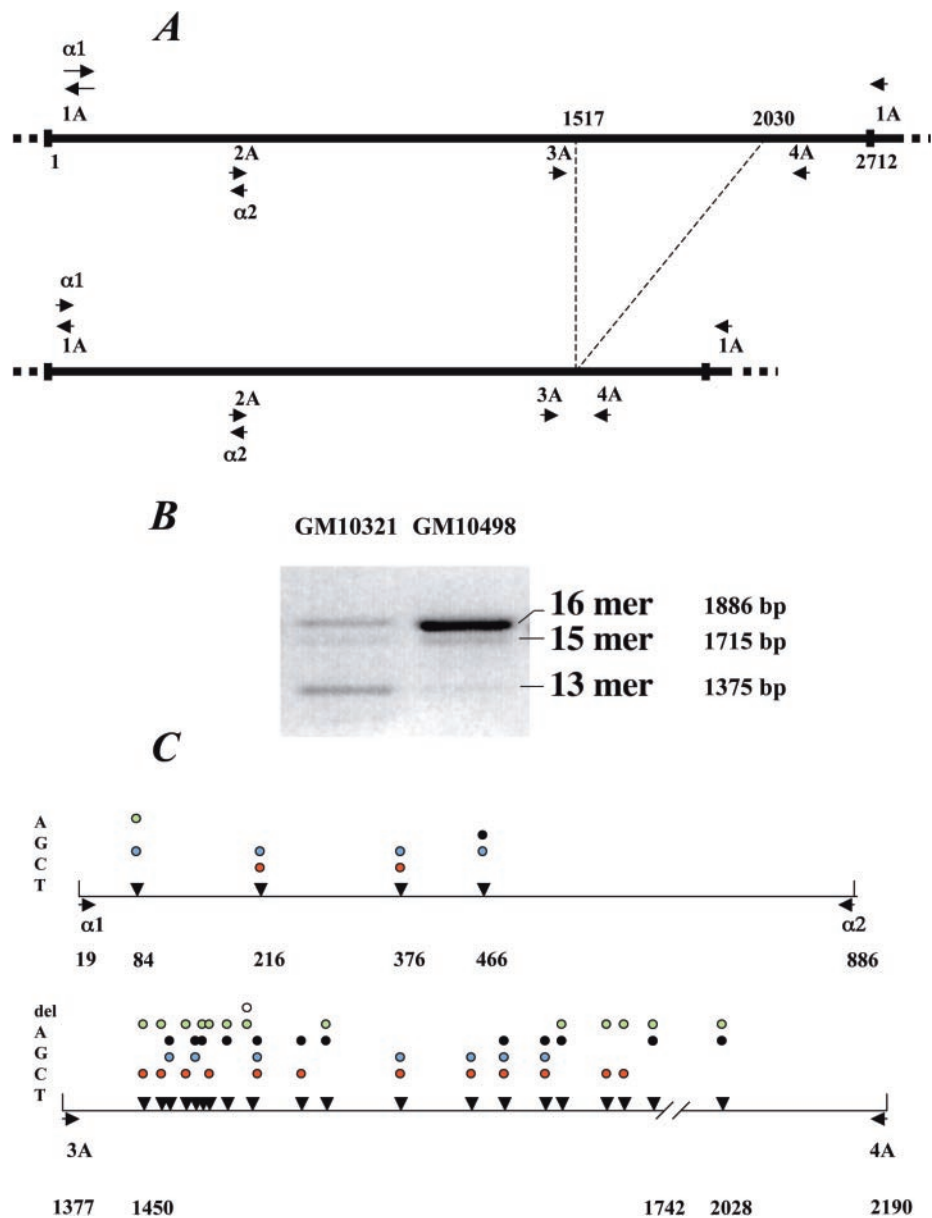 A
α1
1A
1517
2030
1A
1
2A
3A
4A
2712
α2
α1
1A
1A
2A
3A
4A
α2
B
GM10321 GM10498
16 mer 1886 bp
15 mer 1715 bp
13 mer 1375 bp
C
A
G
C
T
α1
α2
19 84 216 376 466 886
del
A
G
C
T
3A
4A
1377 1450 1742 2028 2190